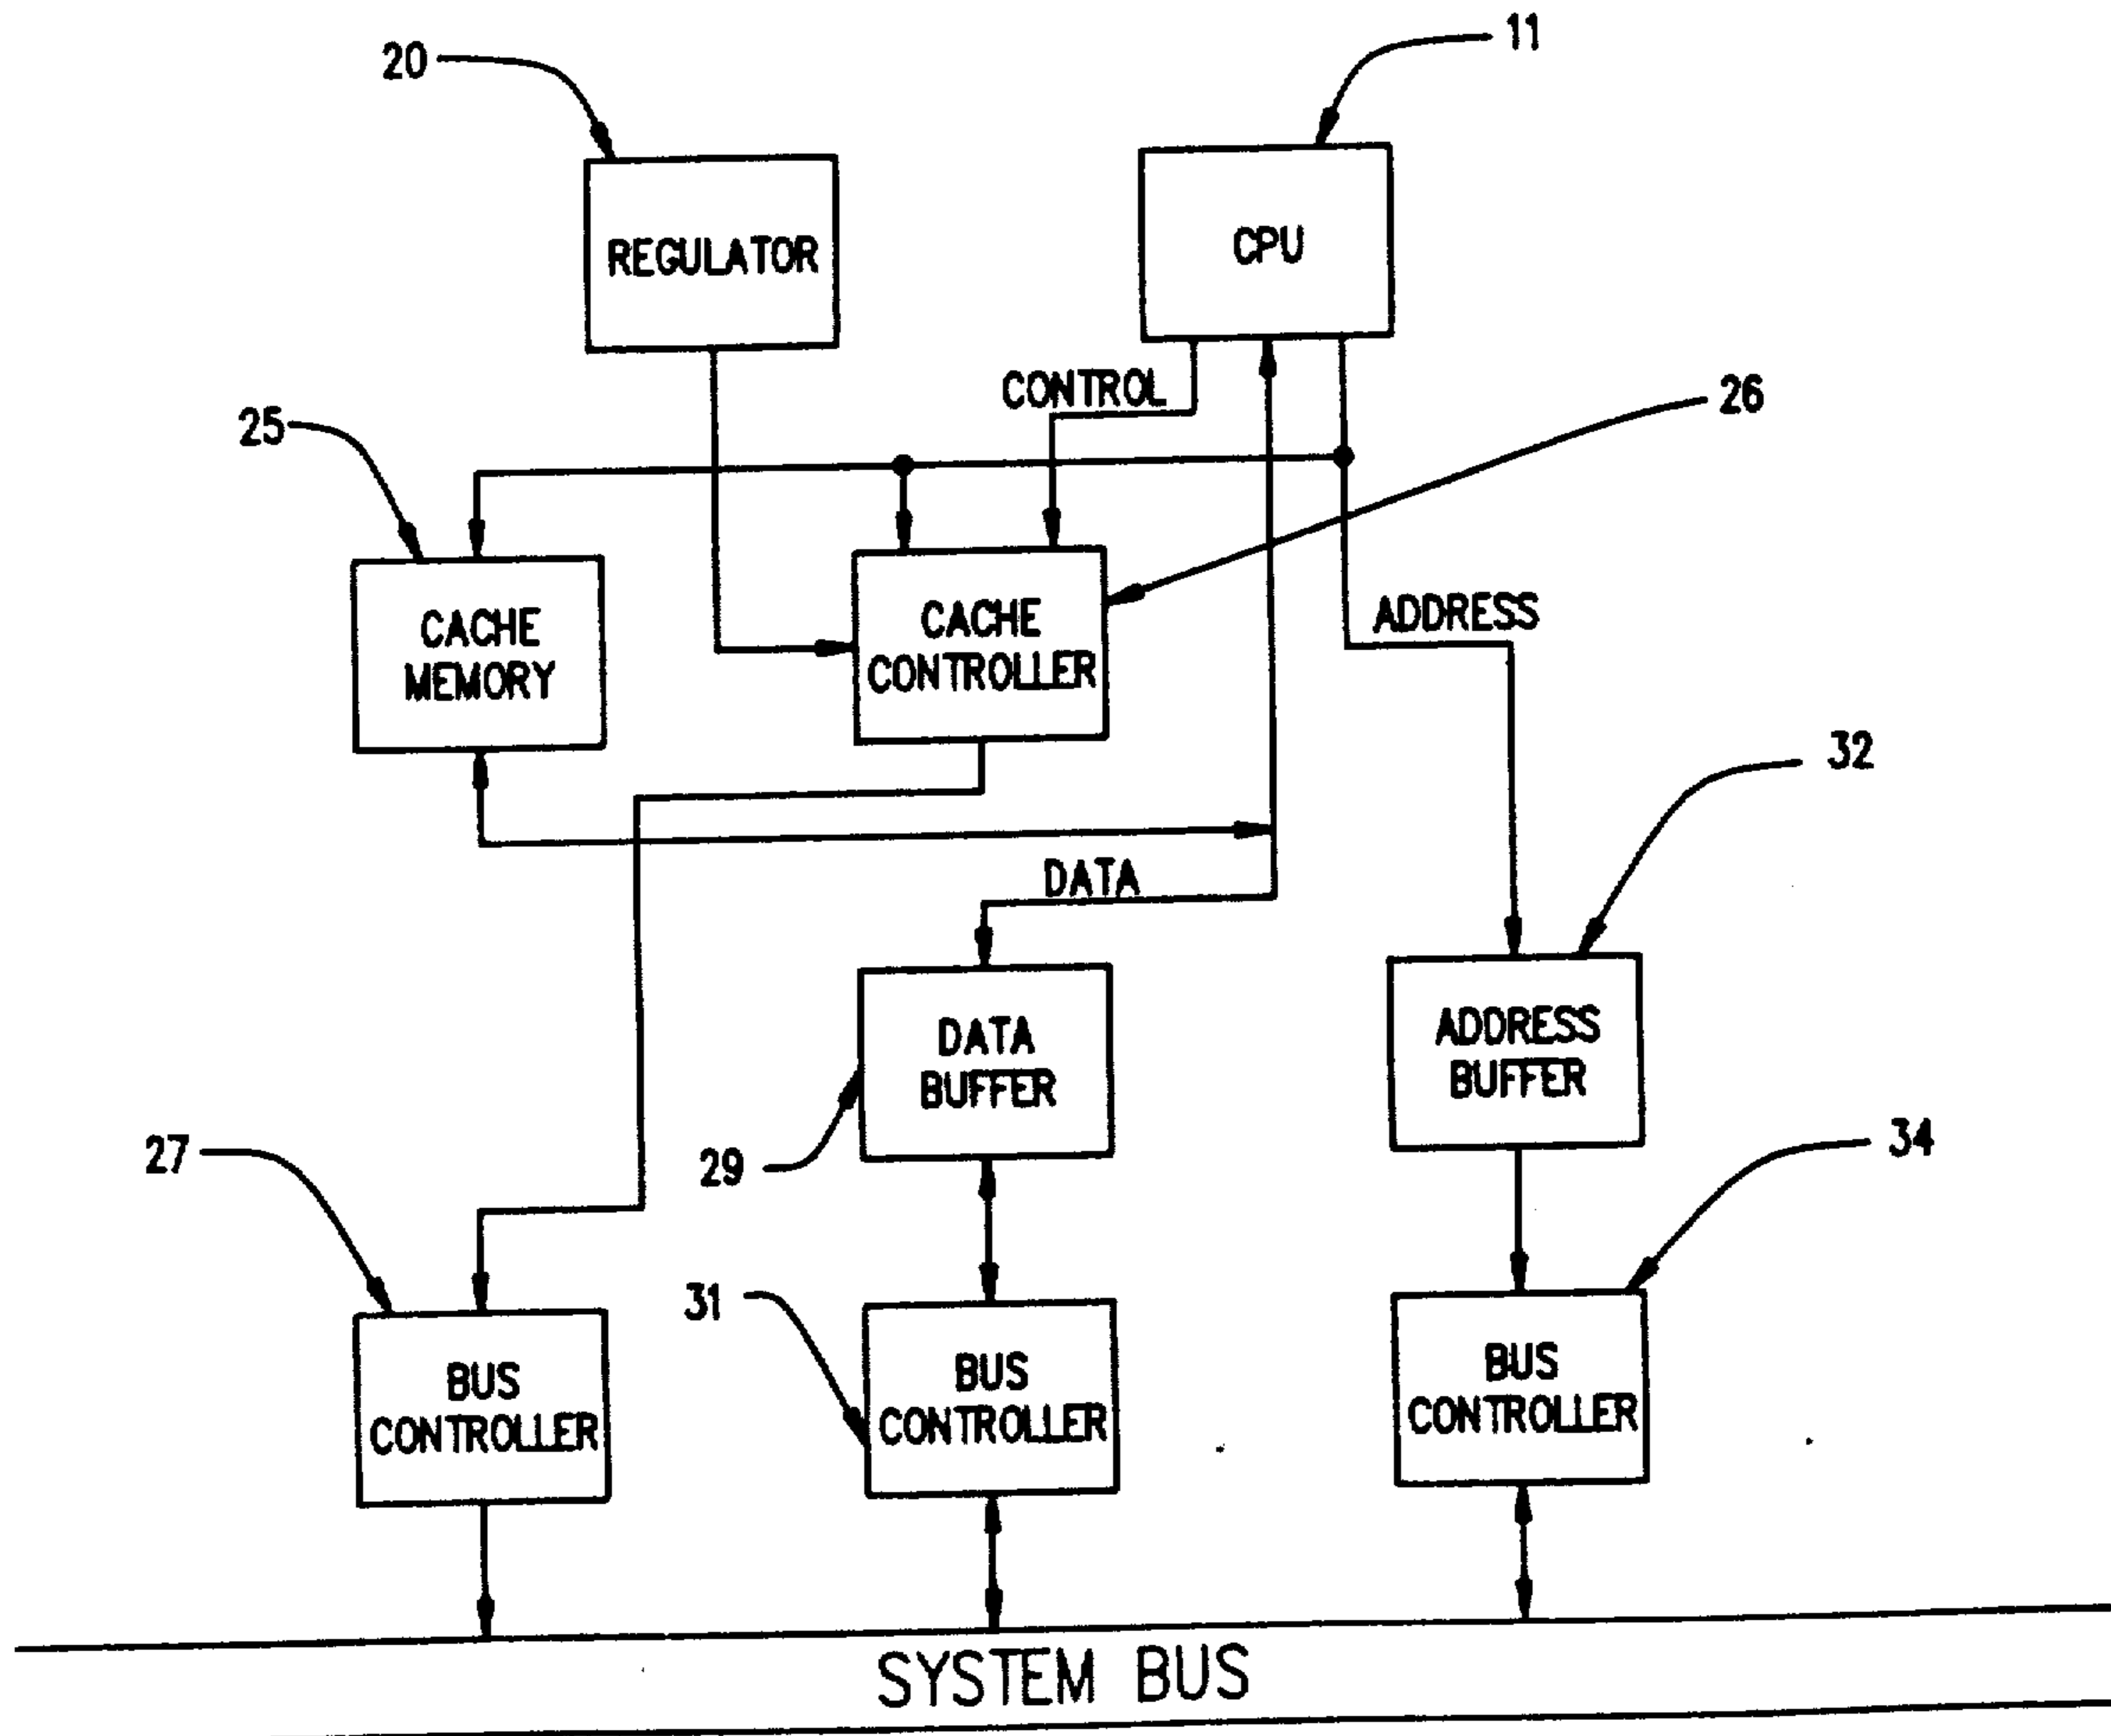 20
11
REGULATOR
CPU
CONTROL
25
26
CACHE
MEMORY
CACHE
CONTROLLER
ADDRESS
32
DATA
DATA
BUFFER
ADDRESS
BUFFER
27
29
34
31
BUS
CONTROLLER
BUS
CONTROLLER
BUS
CONTROLLER
SYSTEM BUS